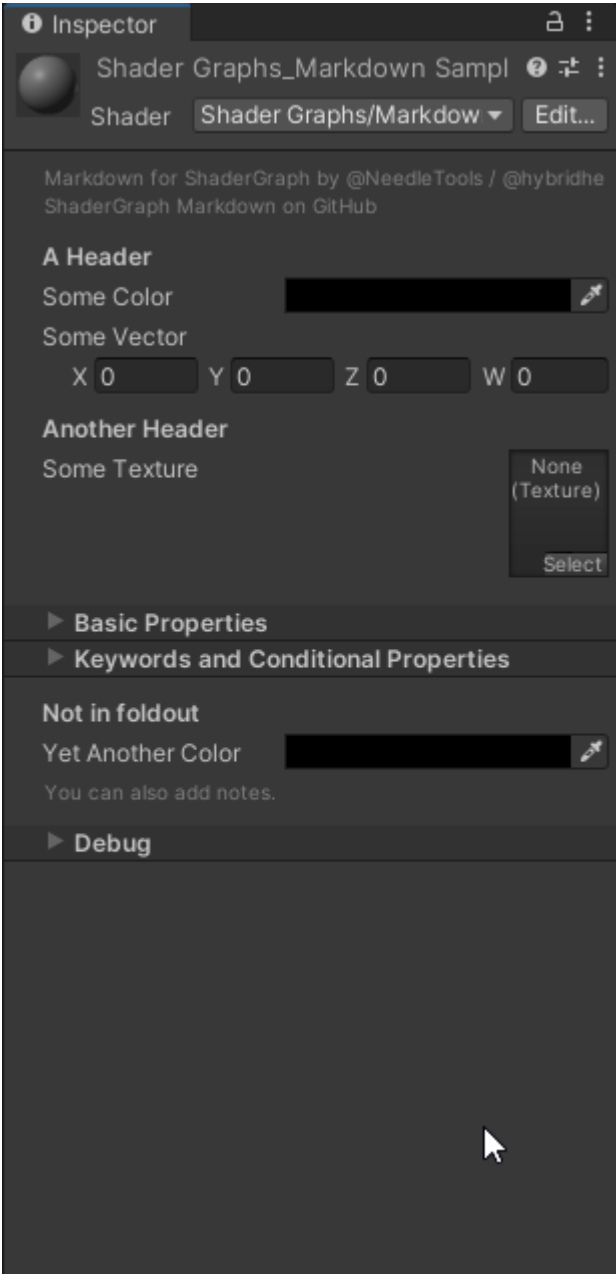 Inspector
Shader Graphs_Markdown Sampl
Shader Shader Graphs/Markdow Edit...
Markdown for ShaderGraph by @NeedleTools / @hybridhe
ShaderGraph Markdown on GitHub
A Header
Some Color
Some Vector
X 0 Y 0 Z 0 W 0
Another Header
Some Texture
None
(Texture)
Select
Basic Properties
Keywords and Conditional Properties
Not in foldout
Yet Another Color
You can also add notes.
Debug